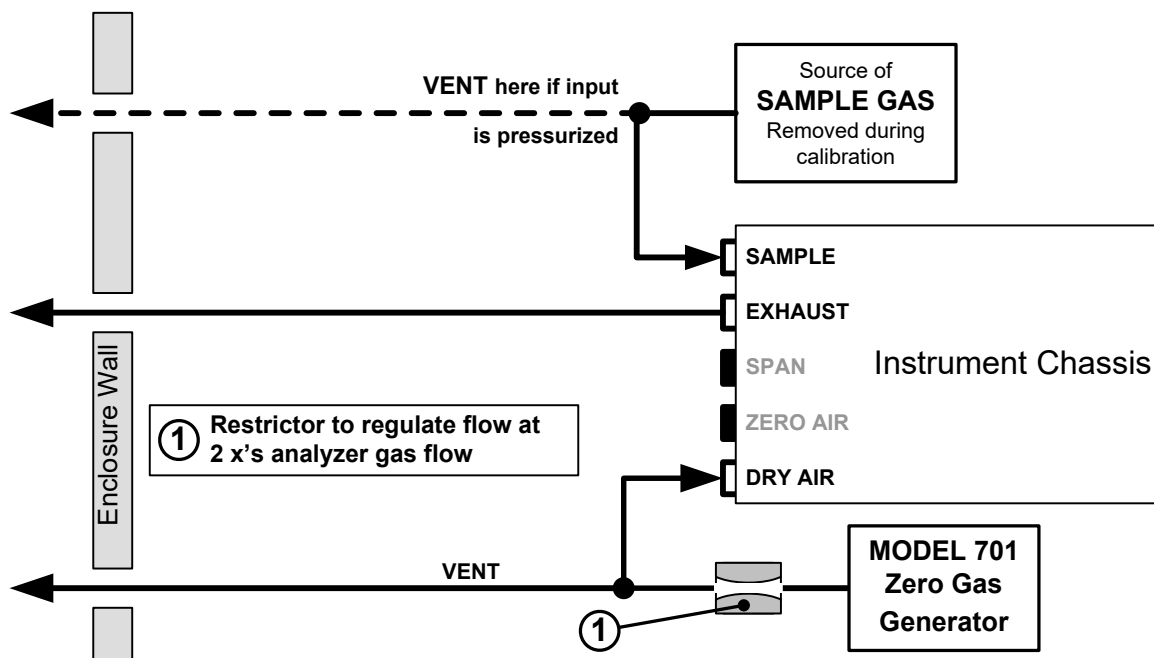 VENT here if input
is pressurized
Source of
SAMPLE GAS
Removed during
calibration
SAMPLE
EXHAUST
SPAN
ZERO AIR
DRY AIR
Instrument Chassis
Enclosure Wall
1 Restrictor to regulate flow at
2 x's analyzer gas flow
VENT
1
MODEL 701
Zero Gas
Generator